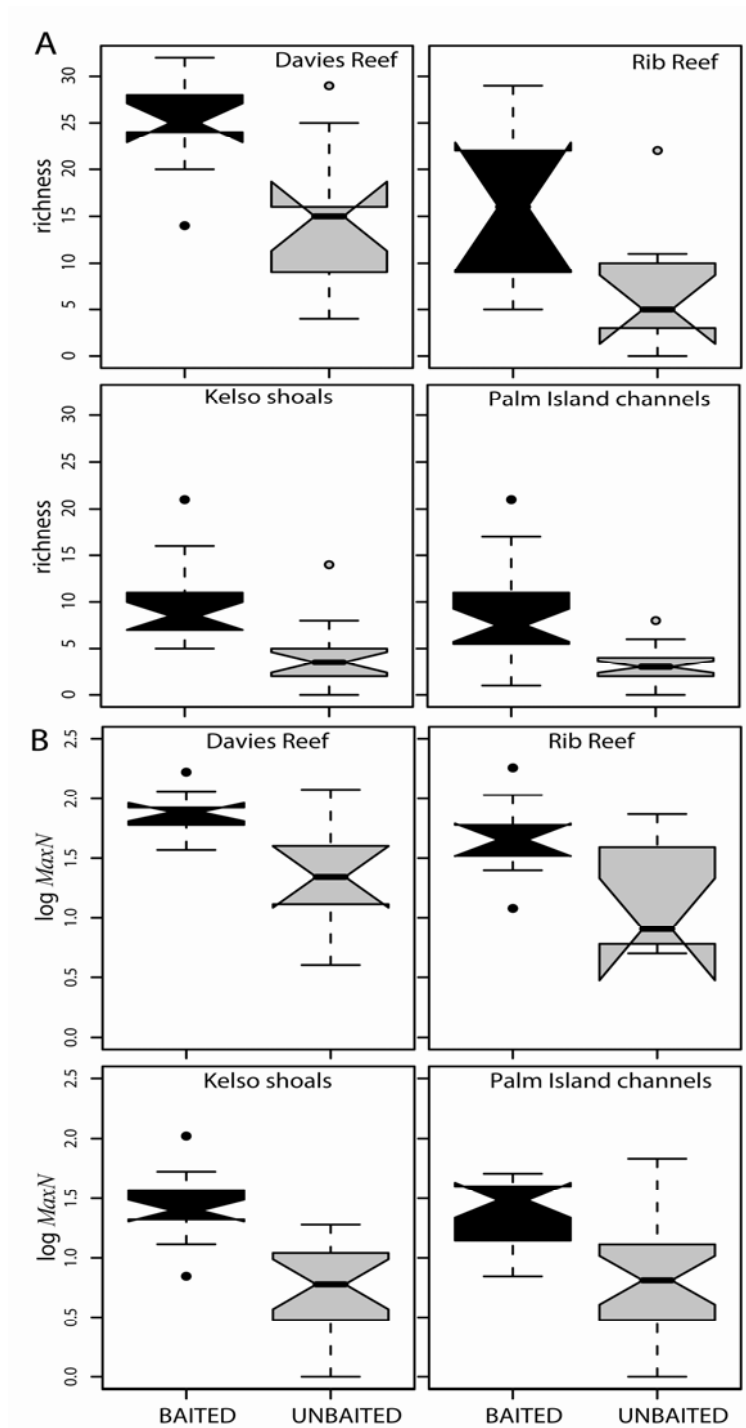 A
Davies Reef
Rib Reef
richness
30
25
20
15
10
5
0
Kelso shoals
Palm Island channels
richness
30
25
20
15
10
5
0
B
Davies Reef
Rib Reef
log MaxN
2.5
2.0
1.5
1.0
0.5
0.0
Kelso shoals
Palm Island channels
log MaxN
2.5
2.0
1.5
1.0
0.5
0.0
BAITED UNBAITED BAITED UNBAITED